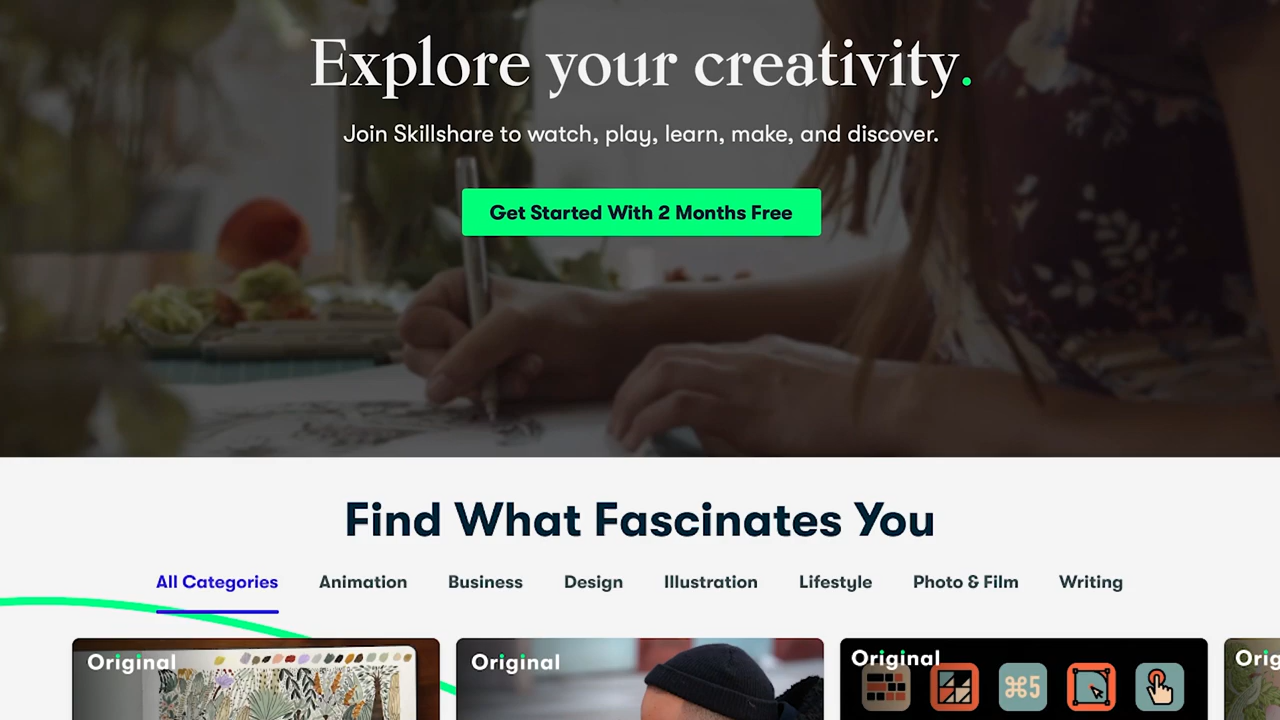 Explore your creativity.
Join Skillshare to watch, play, learn, make, and discover.
Get Started With 2 Months Free
Find What Fascinates You
All Categories Animation Business Design Illustration Lifestyle Photo & Film Writing
Original Original Original Orig
⌘5